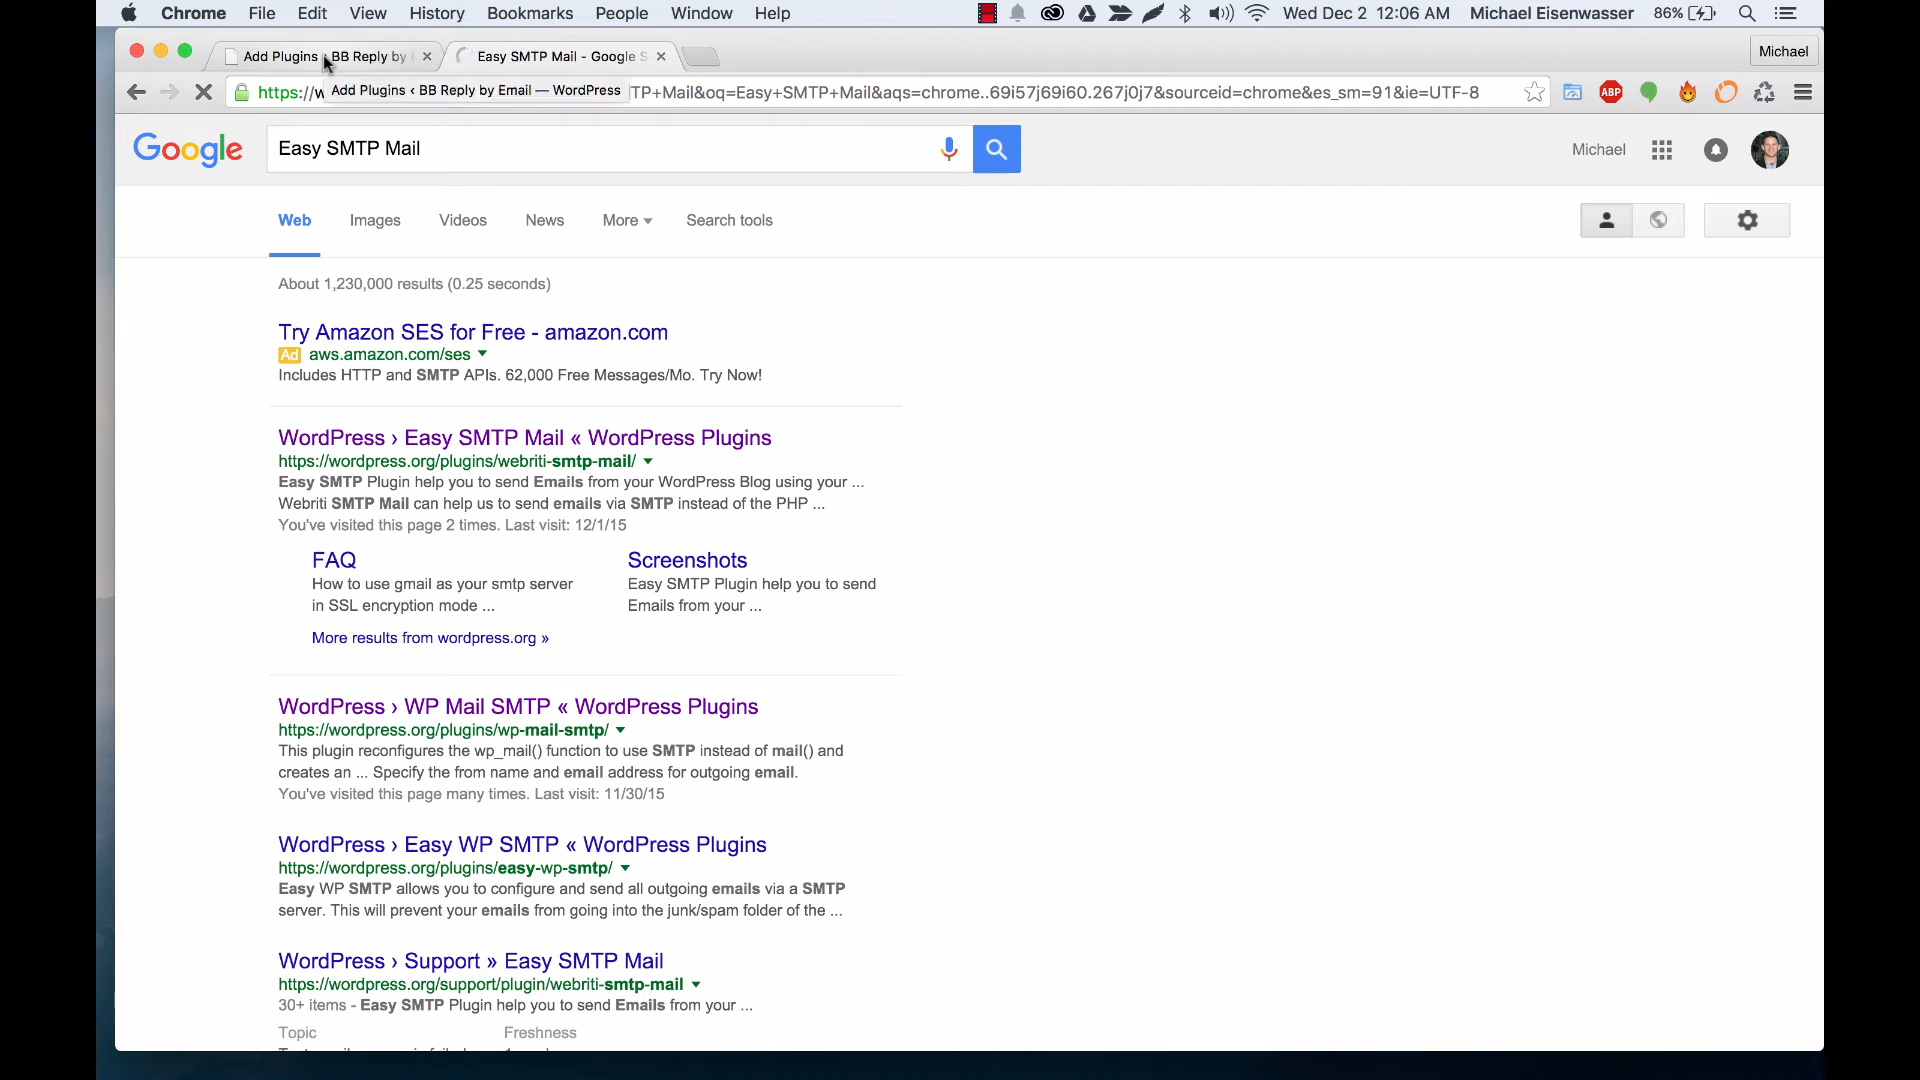 Chrome File Edit View History Bookmarks People Window Help Wed Dec 2 12:06 AM Michael Eisenwasser 86%
Add Plugins ‹ BB Reply by Easy SMTP Mail - Google S Michael
https://w Add Plugins ‹ BB Reply by Email — WordPress TP+Mail&oq=Easy+SMTP+Mail&aqs=chrome..69i57j69i60.267j0j7&sourceid=chrome&es_sm=91&ie=UTF-8 ABP
Google Easy SMTP Mail Michael
Web Images Videos News More Search tools
About 1,230,000 results (0.25 seconds)
Try Amazon SES for Free - amazon.com
Ad aws.amazon.com/ses
Includes HTTP and SMTP APIs. 62,000 Free Messages/Mo. Try Now!
WordPress › Easy SMTP Mail « WordPress Plugins
https://wordpress.org/plugins/webriti-smtp-mail/
Easy SMTP Plugin help you to send Emails from your WordPress Blog using your ...
Webriti SMTP Mail can help us to send emails via SMTP instead of the PHP ...
You've visited this page 2 times. Last visit: 12/1/15
FAQ Screenshots
How to use gmail as your smtp server Easy SMTP Plugin help you to send
in SSL encryption mode ... Emails from your ...
More results from wordpress.org »
WordPress › WP Mail SMTP « WordPress Plugins
https://wordpress.org/plugins/wp-mail-smtp/
This plugin reconfigures the wp_mail() function to use SMTP instead of mail() and
creates an ... Specify the from name and email address for outgoing email.
You've visited this page many times. Last visit: 11/30/15
WordPress › Easy WP SMTP « WordPress Plugins
https://wordpress.org/plugins/easy-wp-smtp/
Easy WP SMTP allows you to configure and send all outgoing emails via a SMTP
server. This will prevent your emails from going into the junk/spam folder of the ...
WordPress › Support » Easy SMTP Mail
https://wordpress.org/support/plugin/webriti-smtp-mail
30+ items - Easy SMTP Plugin help you to send Emails from your ...
Topic Freshness